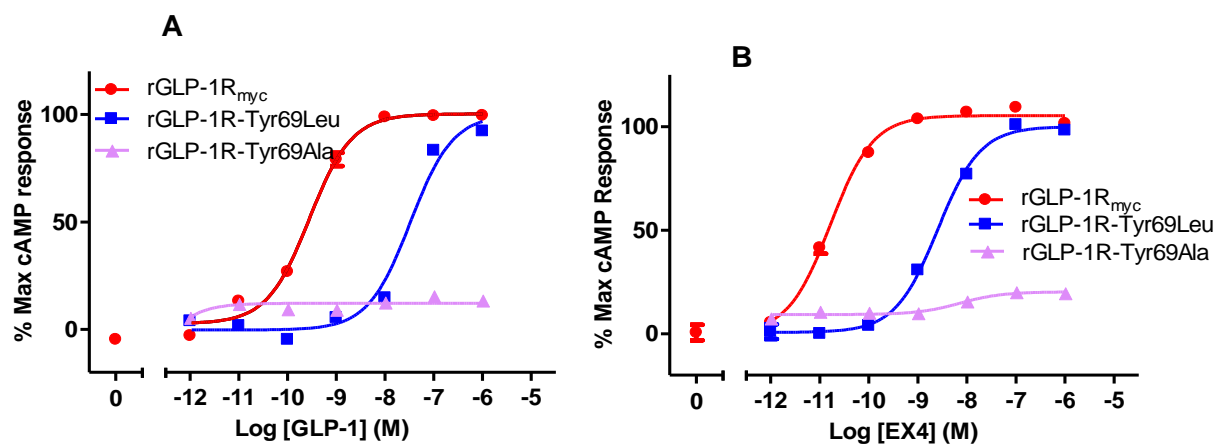 A
% Max cAMP response
100
50
0
rGLP-1Rmyc
rGLP-1R-Tyr69Leu
rGLP-1R-Tyr69Ala
0 -12 -11 -10 -9 -8 -7 -6 -5
Log [GLP-1] (M)
B
% Max cAMP Response
100
50
0
rGLP-1Rmyc
rGLP-1R-Tyr69Leu
rGLP-1R-Tyr69Ala
0 -12 -11 -10 -9 -8 -7 -6 -5
Log [EX4] (M)